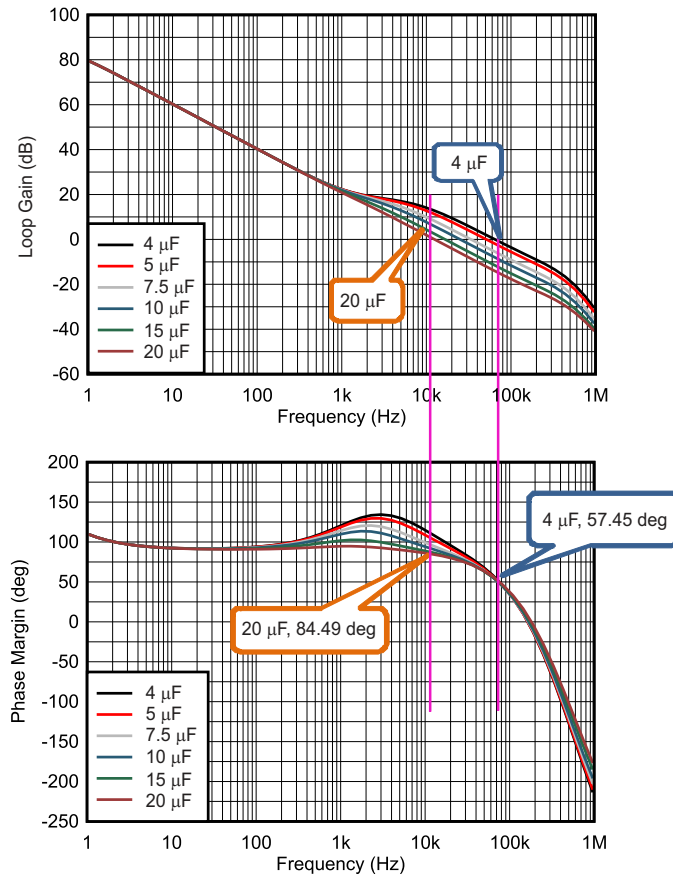 100
80
60
40
20
0
-20
-40
-60
Loop Gain (dB)
4 μF
20 μF
4 μF
5 μF
7.5 μF
10 μF
15 μF
20 μF
1 10 100 1k 10k 100k 1M
Frequency (Hz)
200
150
100
50
0
-50
-100
-150
-200
-250
Phase Margin (deg)
4 μF, 57.45 deg
20 μF, 84.49 deg
4 μF
5 μF
7.5 μF
10 μF
15 μF
20 μF
1 10 100 1k 10k 100k 1M
Frequency (Hz)